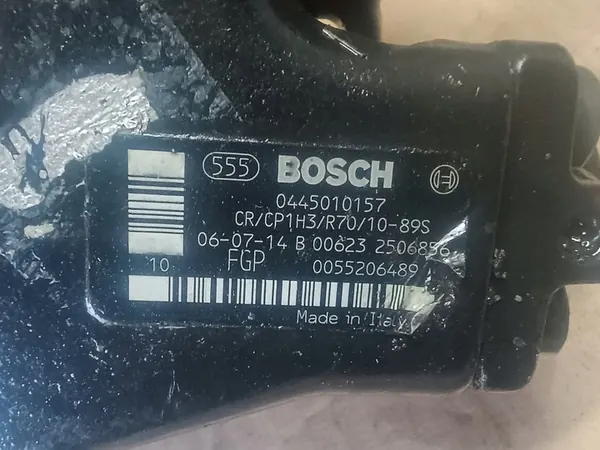 555 BOSCH
0445010157
CR/CP1H3/R70/10-89S
06-07-14 B 00623 2506856
10 FGP 0055206489
Made in Italy